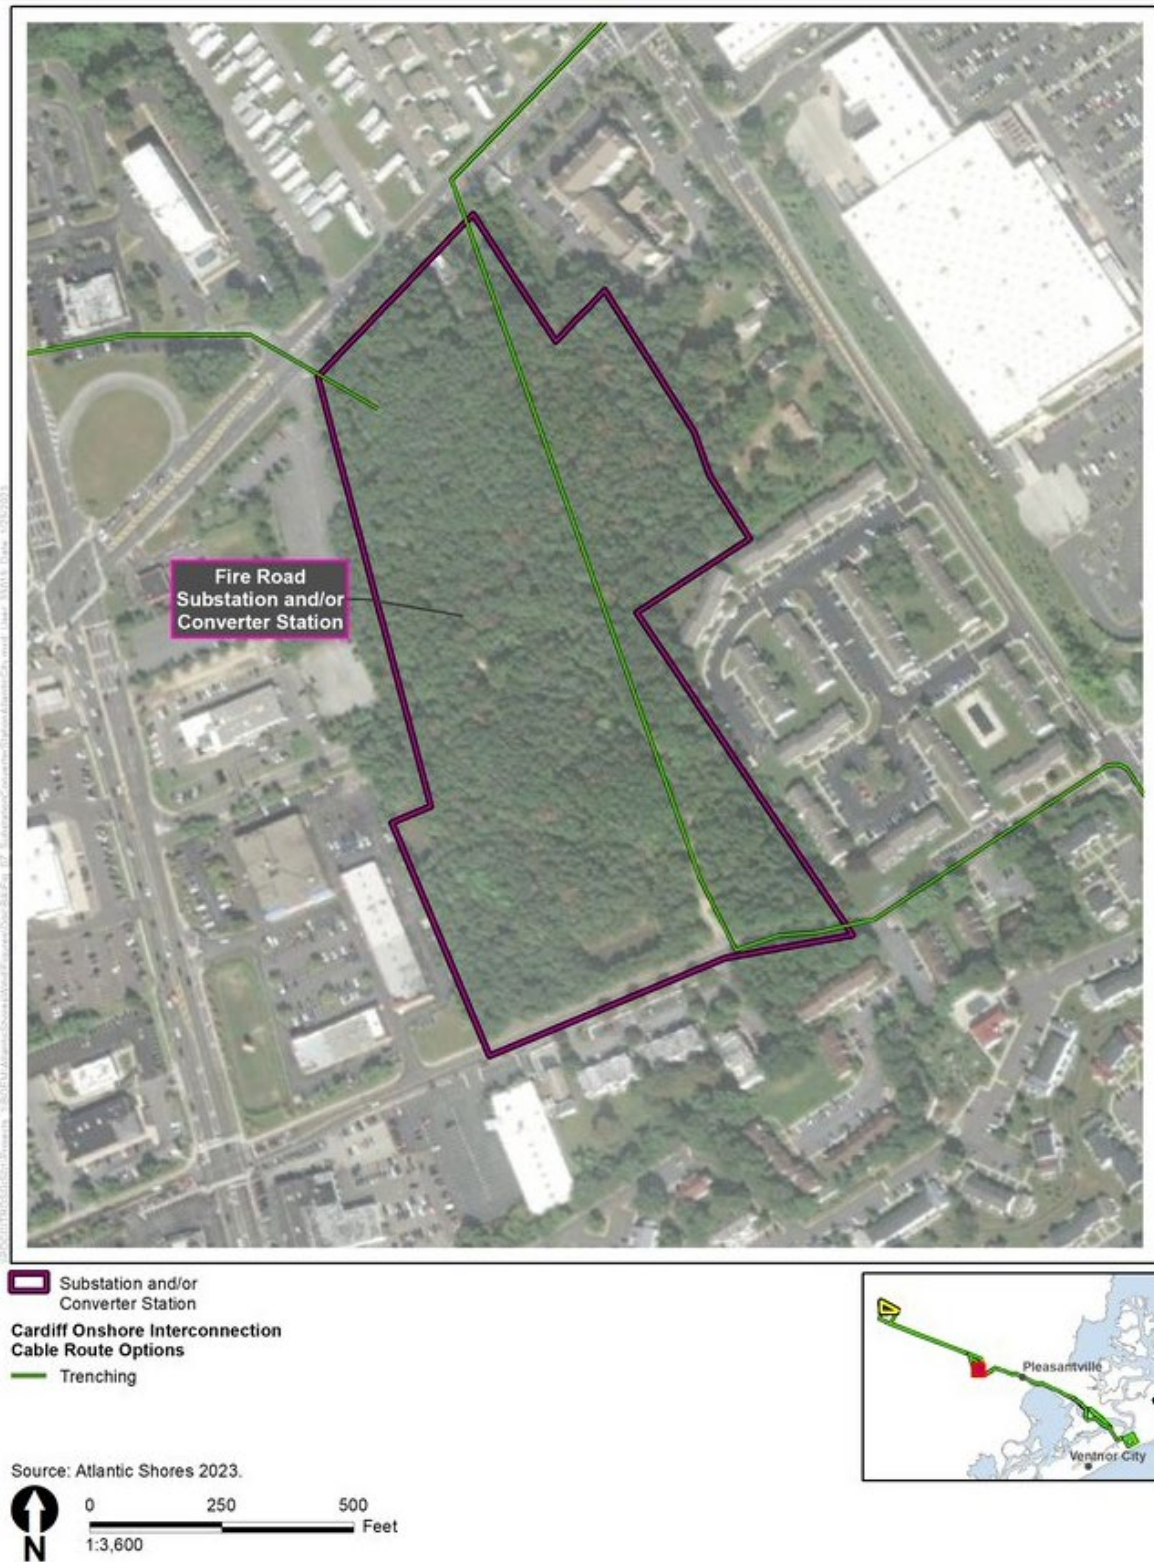 Fire Road
Substation and/or
Converter Station
Substation and/or
Converter Station
Cardiff Onshore Interconnection
Cable Route Options
Trenching
Pleasantville
Ventnor City
Source: Atlantic Shores 2023.
N
0 250 500
Feet
1:3,600